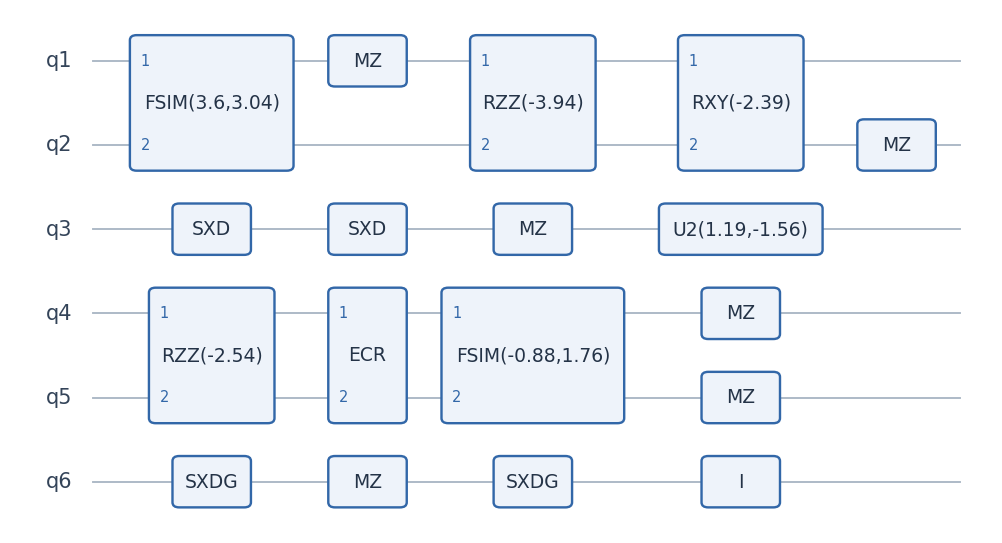 q1 1 FSIM(3.6,3.04) 2 MZ 1 RZZ(-3.94) 2 1 RXY(-2.39) 2
q2 MZ
q3 SXD SXD MZ U2(1.19,-1.56)
q4 1 RZZ(-2.54) 2 1 ECR 2 1 FSIM(-0.88,1.76) 2 MZ
q5 MZ
q6 SXDG MZ SXDG I